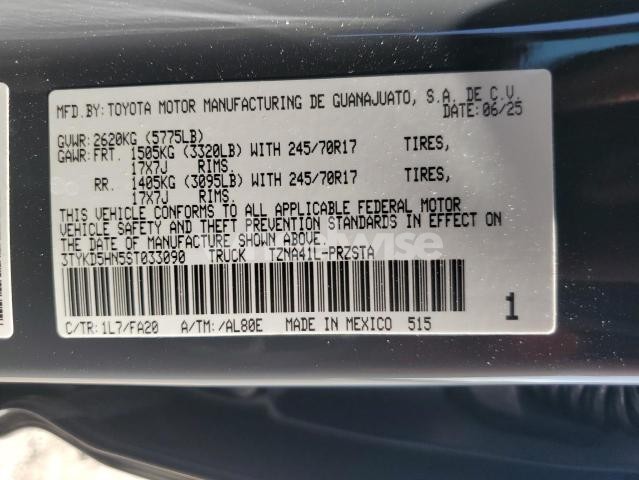 MFD.BY:TOYOTA MOTOR MANUFACTURING DE GUANAJUATO, S.A. DE C.V.
DATE: 06/25
GVWR: 2620KG (5775LB)
GAWR: FRT. 1505KG (3320LB) WITH 245/70R17 TIRES,
17X7J RIMS.
RR. 1405KG (3095LB) WITH 245/70R17 TIRES,
17X7J RIMS.
THIS VEHICLE CONFORMS TO ALL APPLICABLE FEDERAL MOTOR
VEHICLE SAFETY AND THEFT PREVENTION STANDARDS IN EFFECT ON
THE DATE OF MANUFACTURE SHOWN ABOVE.
3TYKD5HN5ST033090 TRUCK TZNA41L-PRZSTA
C/TR: 1L7/FA20 A/TM: /AL80E MADE IN MEXICO 515
1